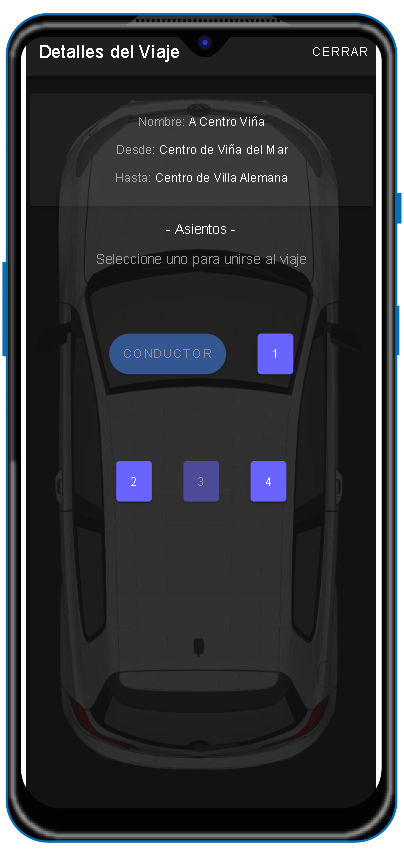 Detalles del Viaje CERRAR
Nombre: A Centro Viña
Desde: Centro de Viña del Mar
Hasta: Centro de Villa Alemana
- Asientos -
Seleccione uno para unirse al viaje
CONDUCTOR 1
2 3 4